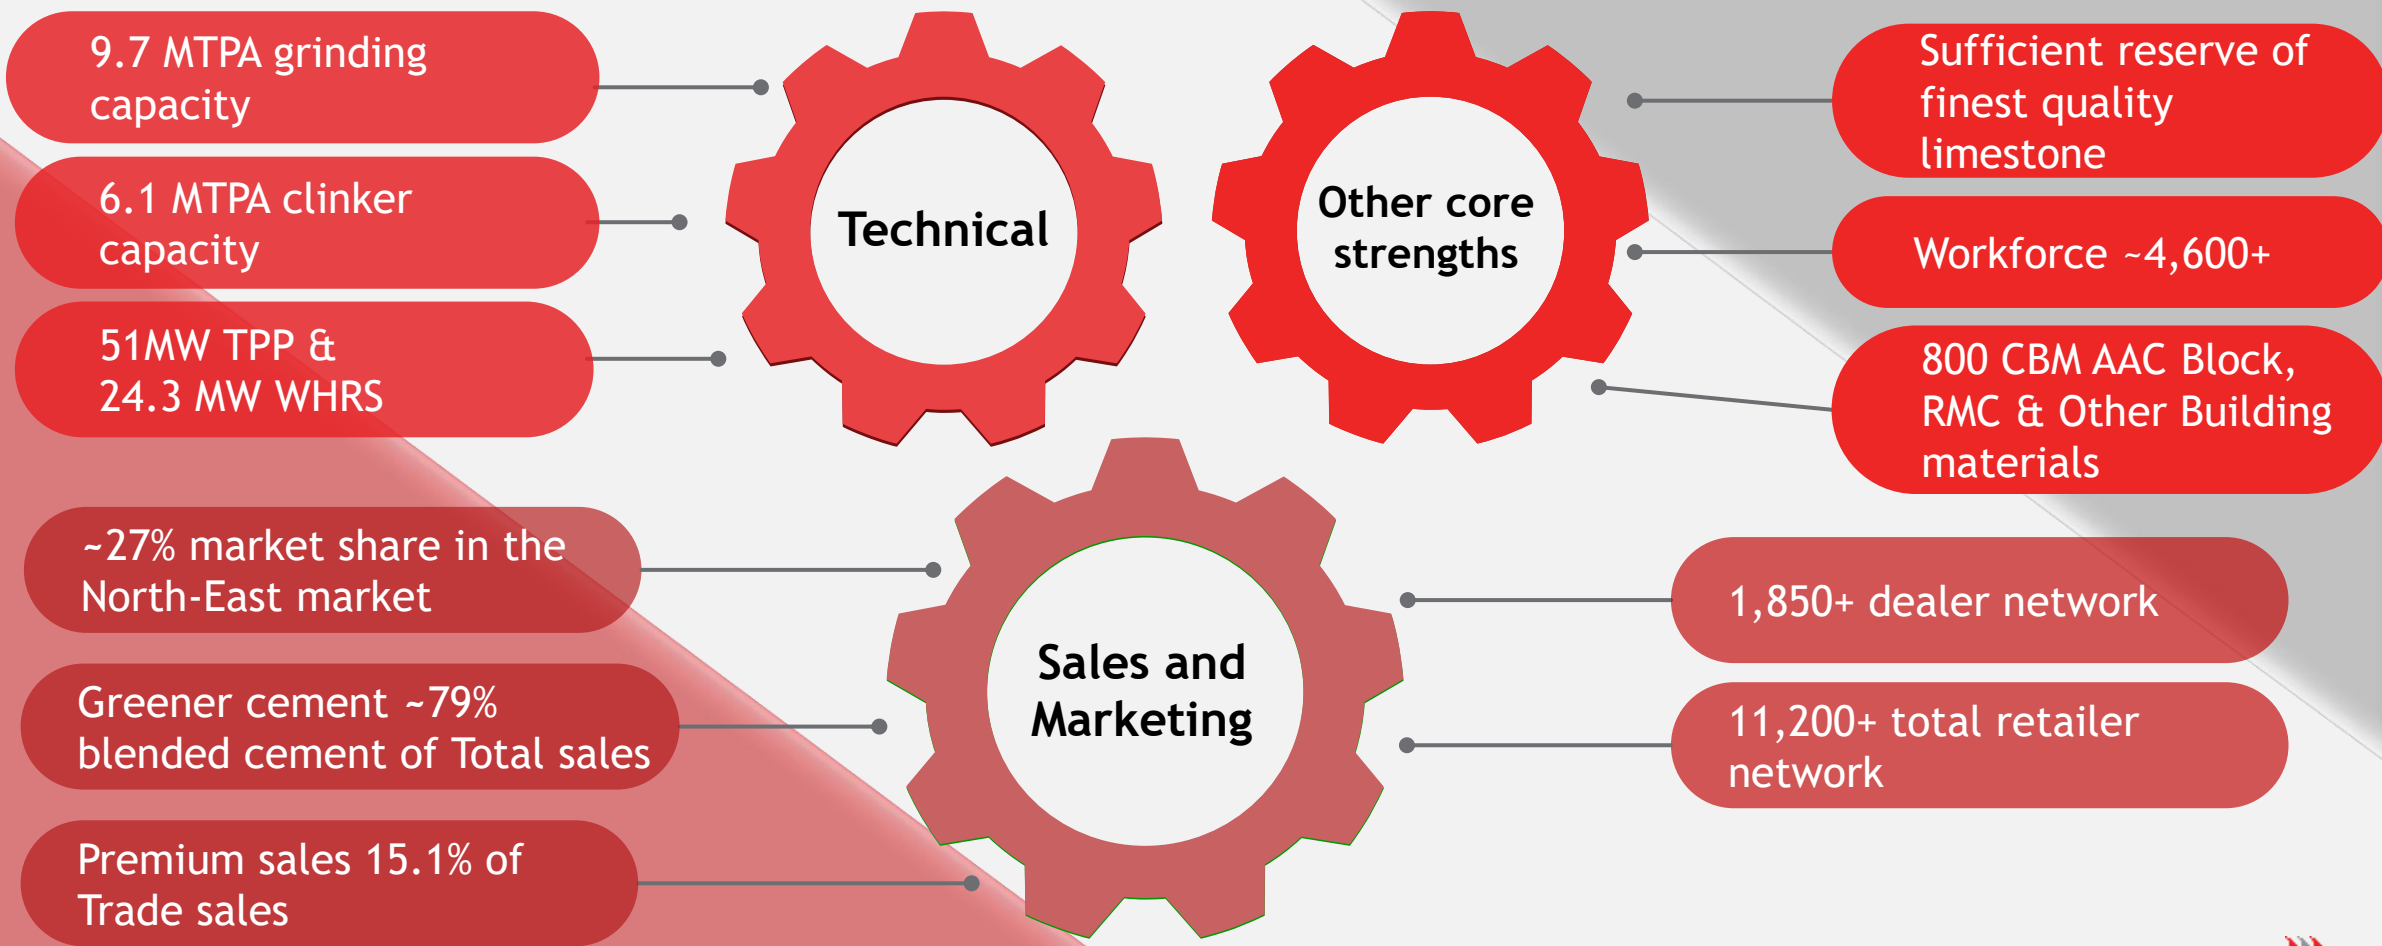 9.7 MTPA grinding
capacity
6.1 MTPA clinker
capacity
51MW TPP &
24.3 MW WHRS
Technical
Other core
strengths
Sufficient reserve of
finest quality
limestone
Workforce ~4,600+
800 CBM AAC Block,
RMC & Other Building
materials
~27% market share in the
North-East market
Greener cement ~79%
blended cement of Total sales
Premium sales 15.1% of
Trade sales
Sales and
Marketing
1,850+ dealer network
11,200+ total retailer
network